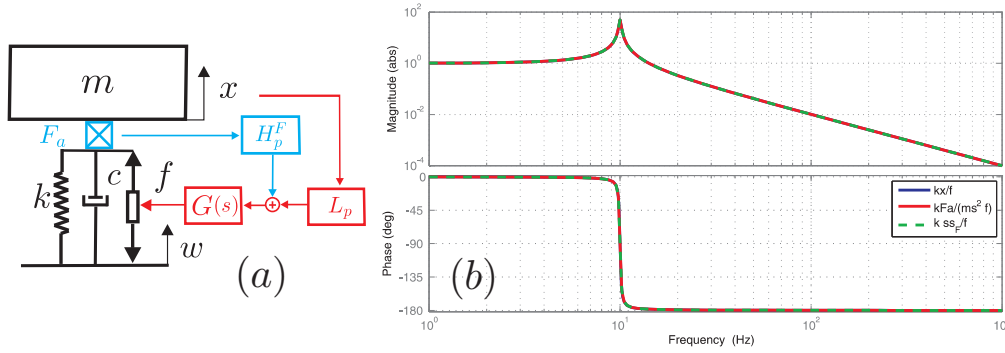 m
x
F_a
H_p^F
k
c
f
G(s)
+
L_p
w
(a)
Magnitude (abs)
10^2
10^0
10^-2
10^-4
Phase (deg)
0
-45
-90
-135
-180
10^0
10^1
10^2
10^3
Frequency (Hz)
kx/f
kFa/(ms^2 f)
k ss_F/f
(b)